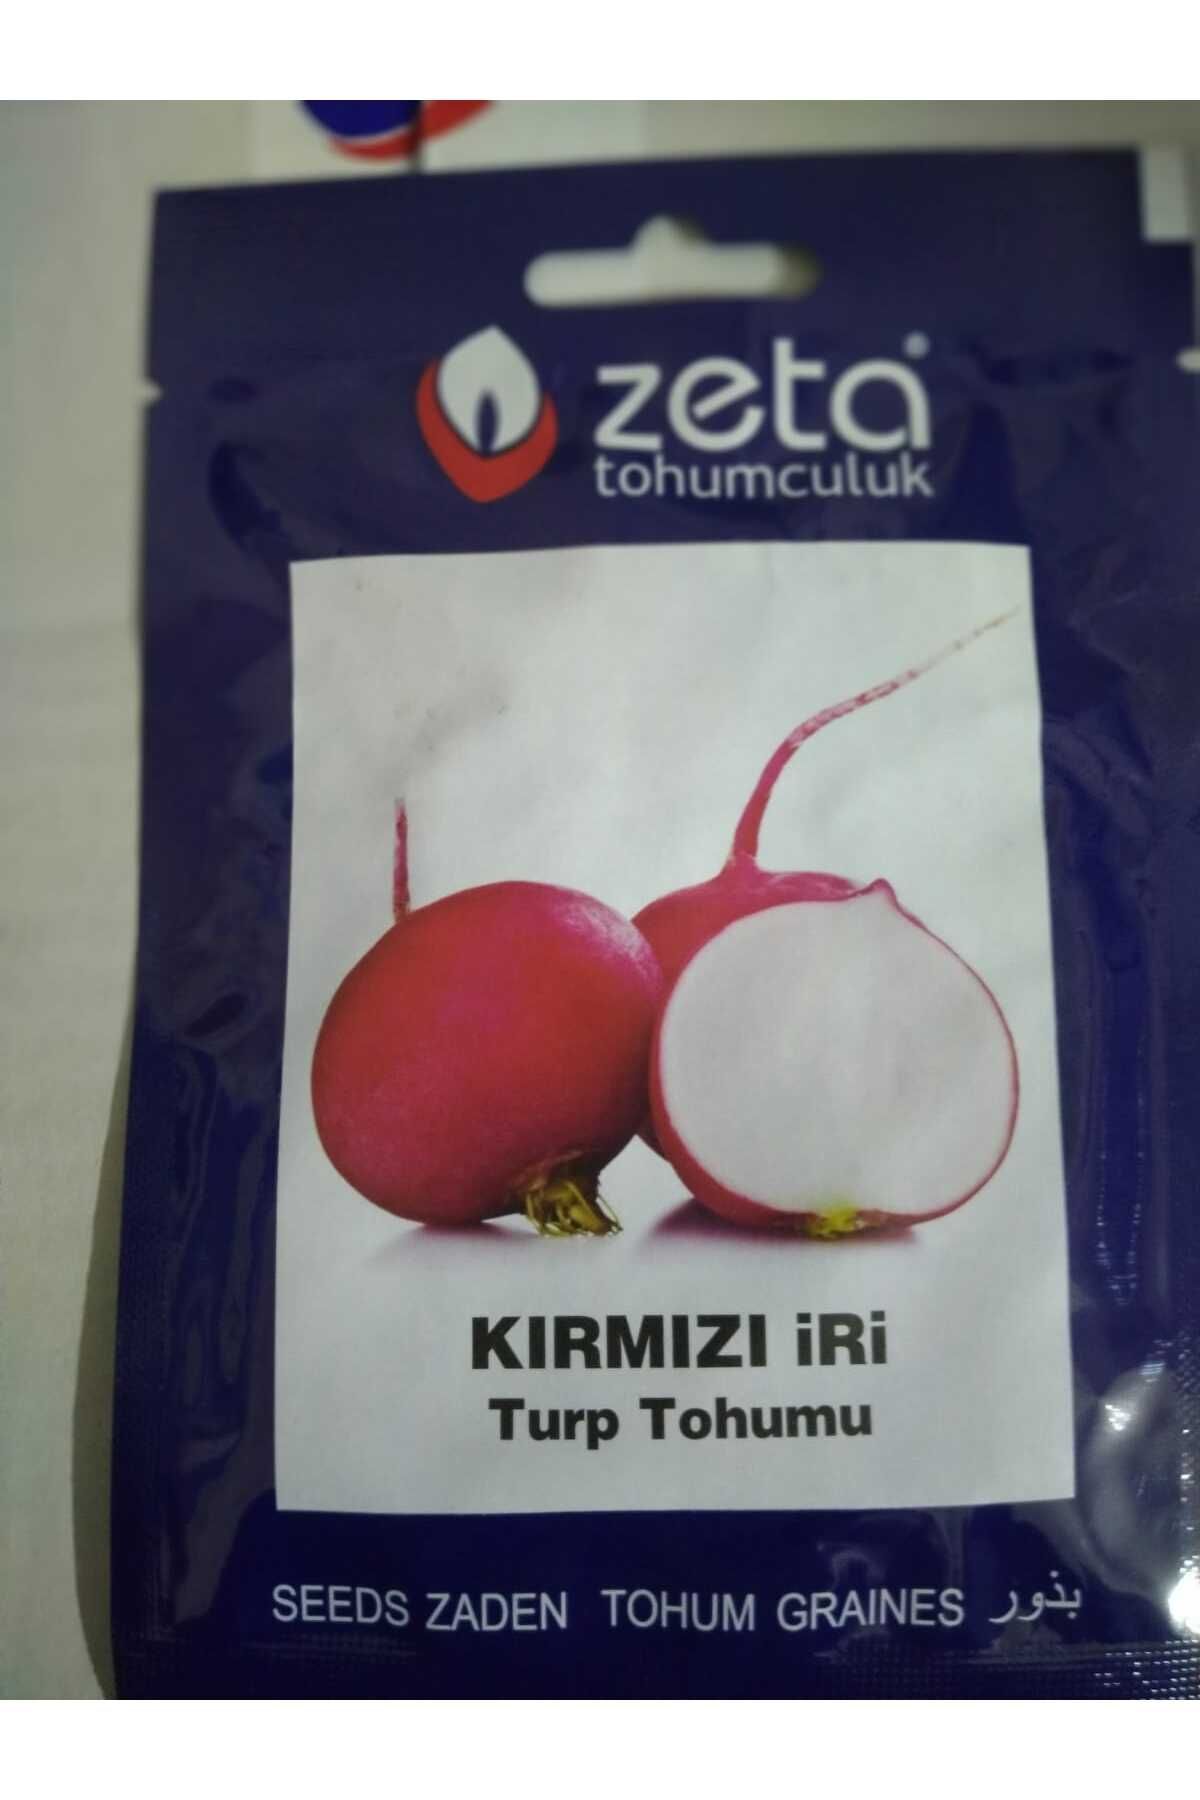 zeta
tohumculuk
KIRMIZI iRi
Turp Tohumu
SEEDS ZADEN TOHUM GRAINES بذور